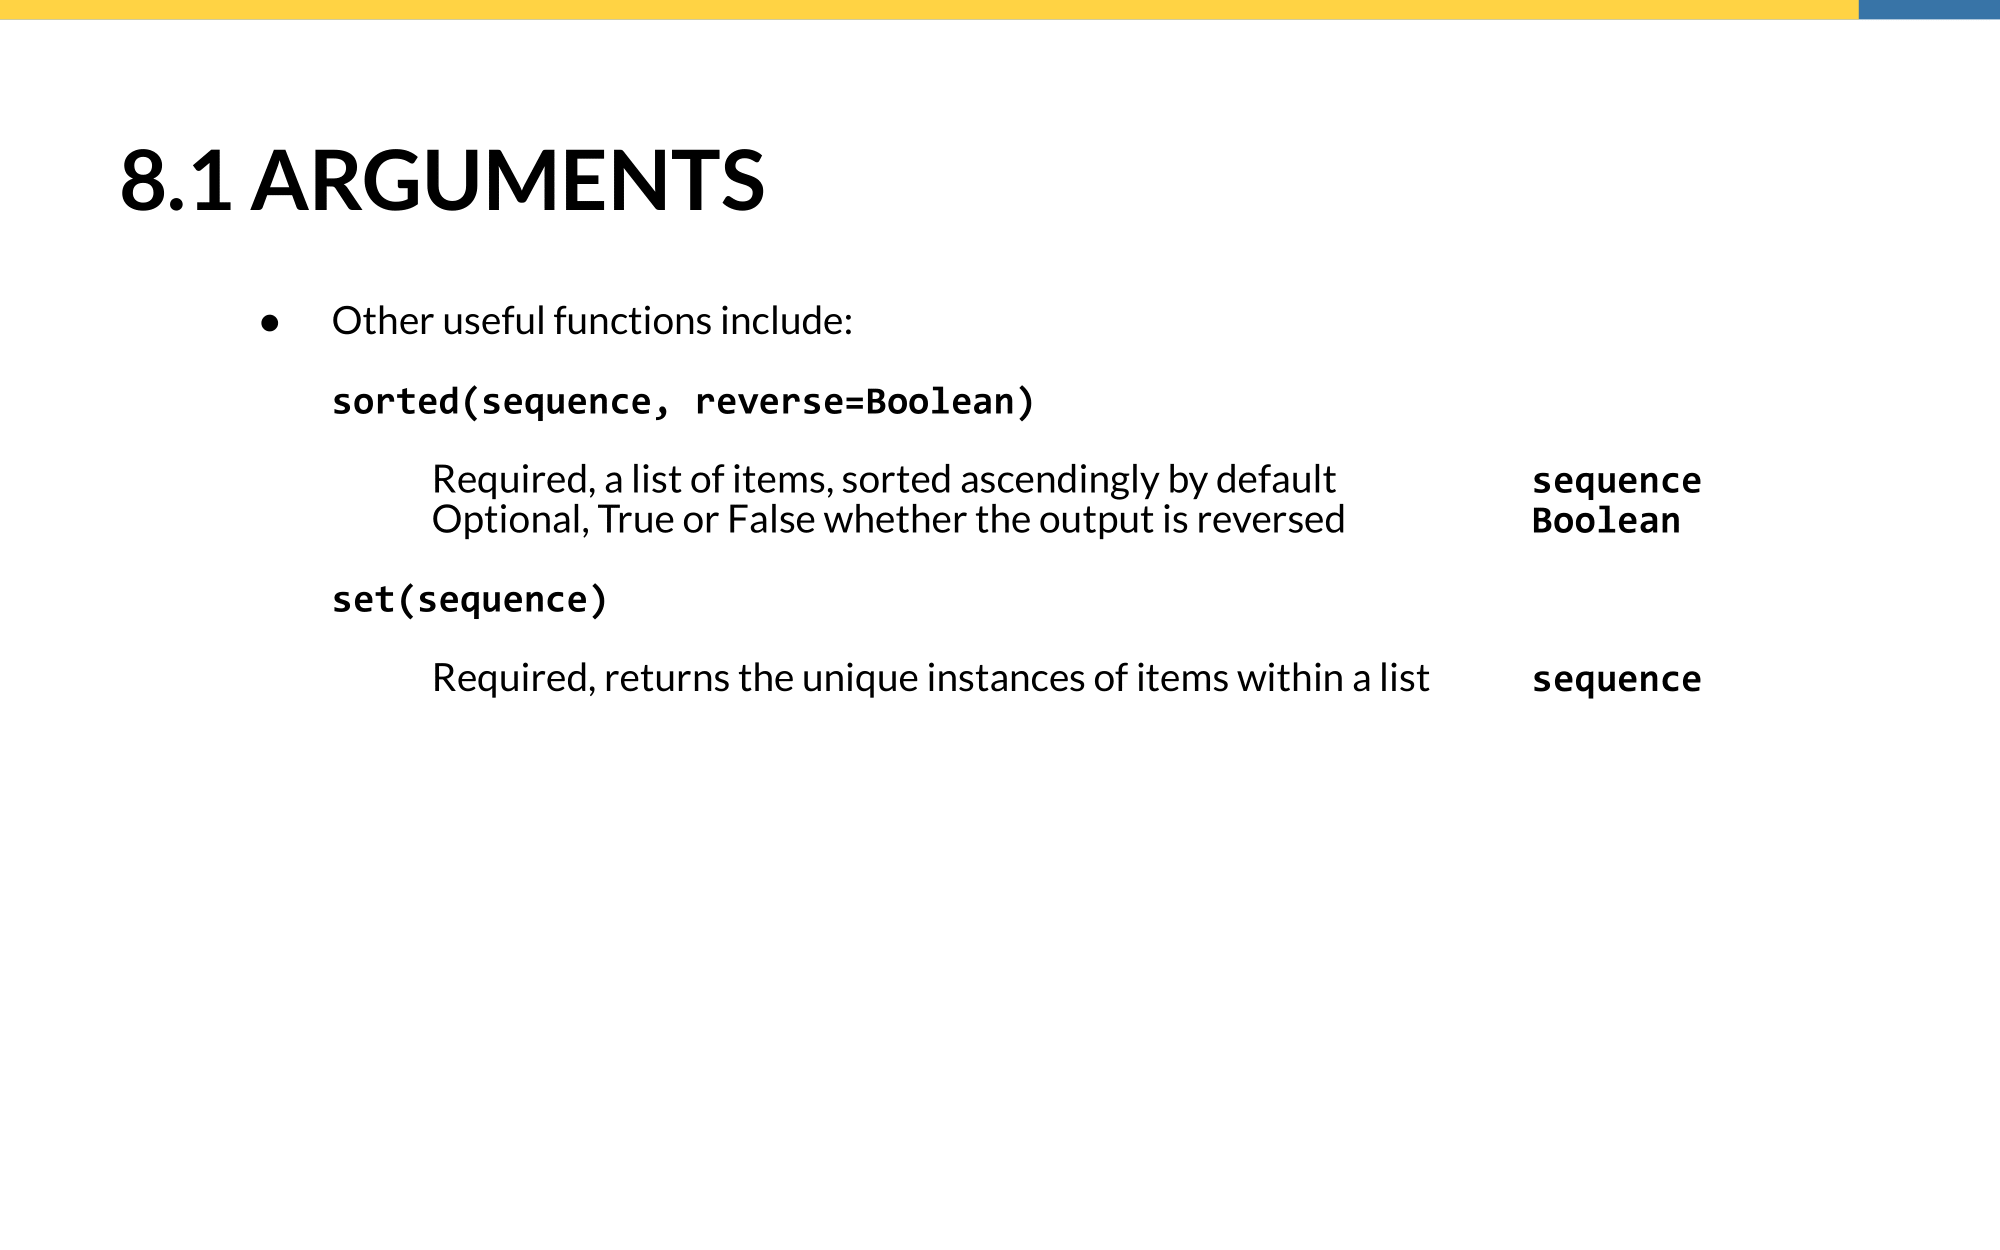 8.1 ARGUMENTS
● Other useful functions include:
sorted(sequence, reverse=Boolean)
Required, a list of items, sorted ascendingly by default sequence
Optional, True or False whether the output is reversed Boolean
set(sequence)
Required, returns the unique instances of items within a list sequence